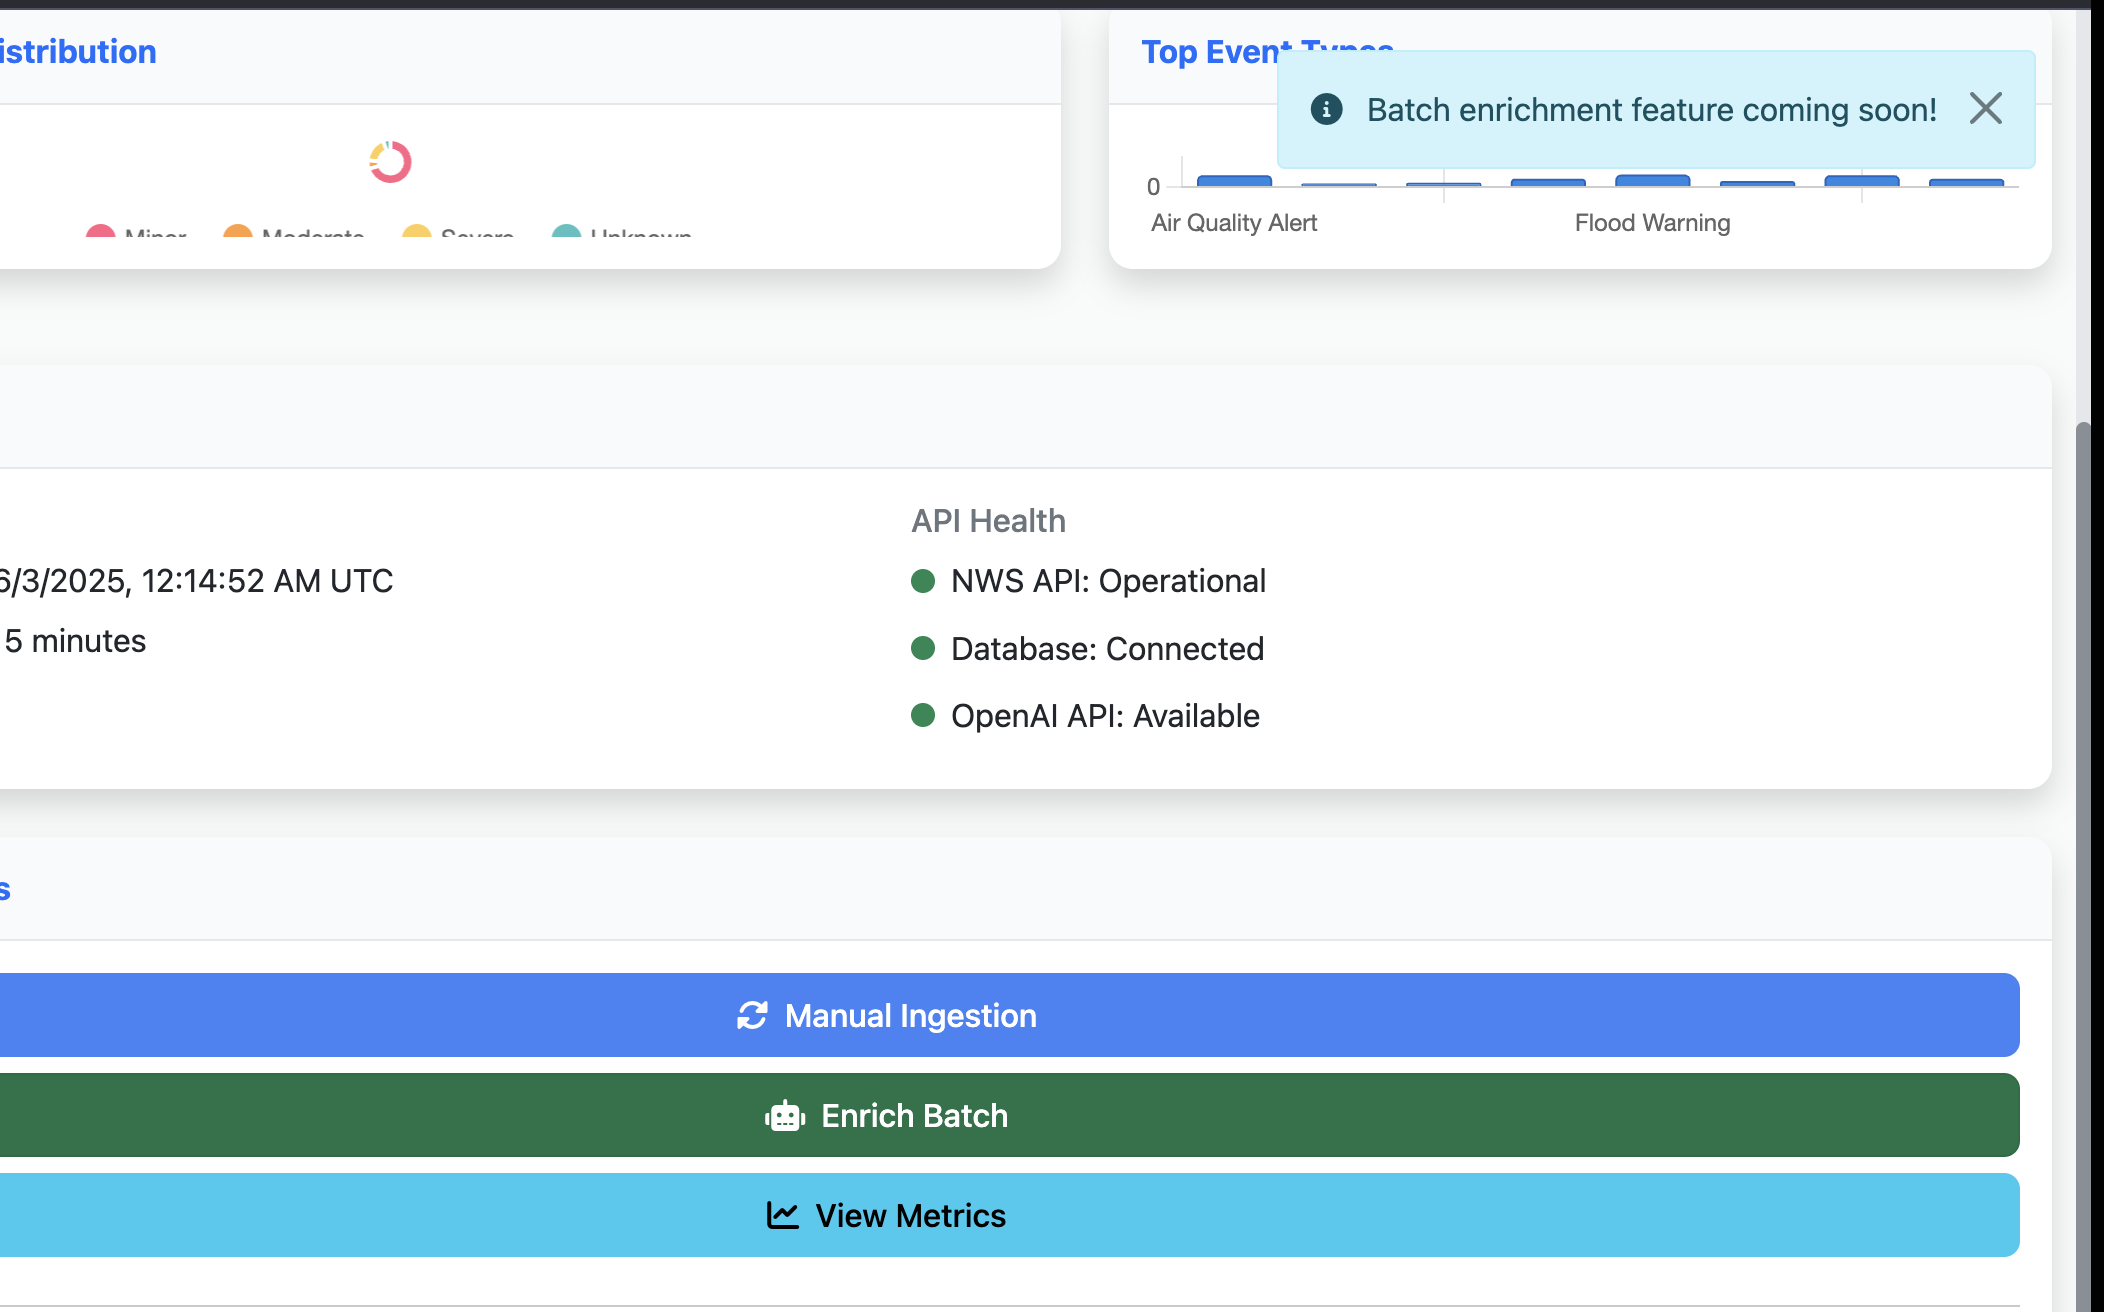 istribution
Top Event Types
Batch enrichment feature coming soon!
Minor Moderate Severe Unknown
0
Air Quality Alert Flood Warning
6/3/2025, 12:14:52 AM UTC
5 minutes
API Health
NWS API: Operational
Database: Connected
OpenAI API: Available
s
Manual Ingestion
Enrich Batch
View Metrics